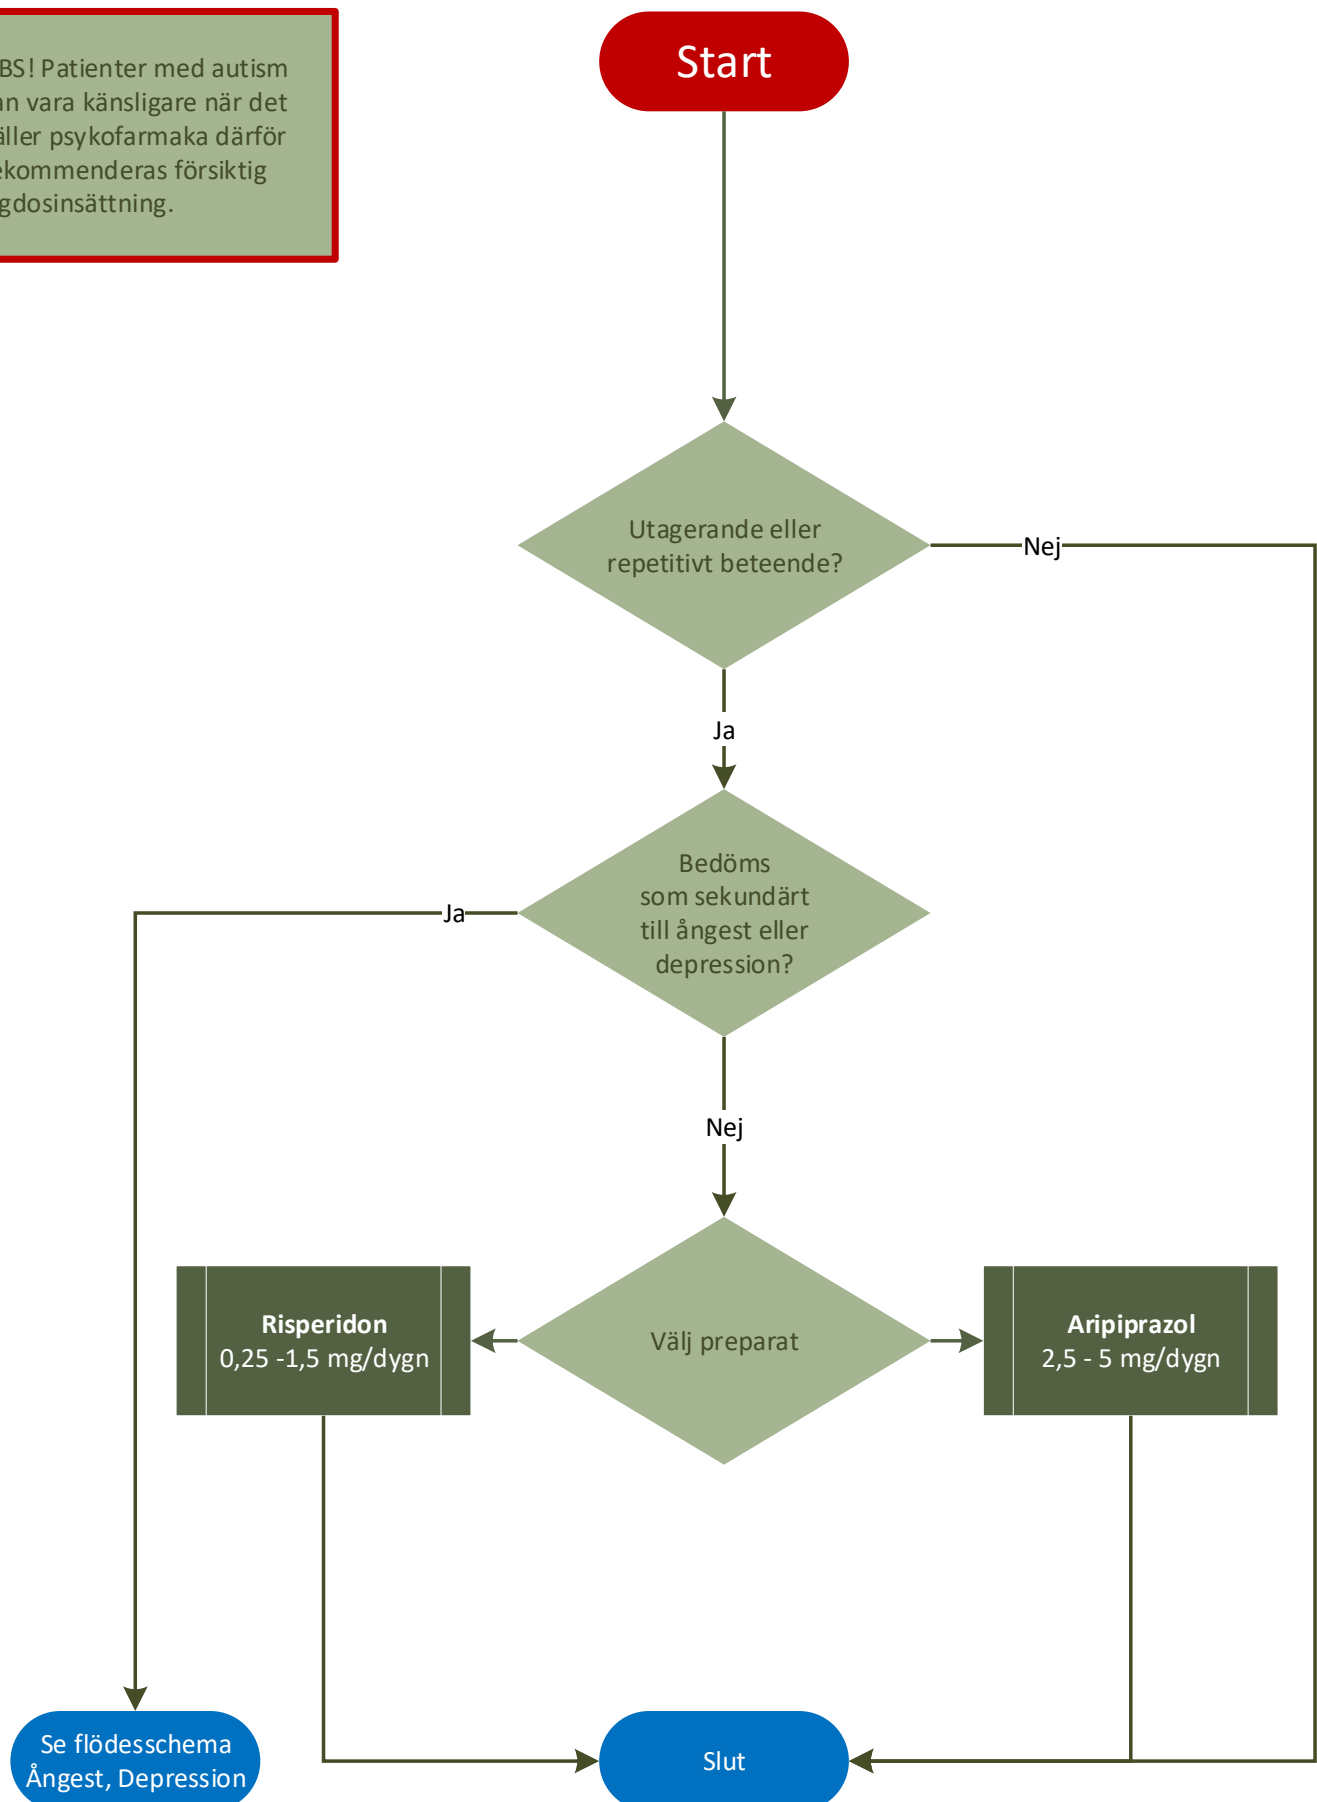 BS! Patienter med autism
an vara känsligare när det
äller psykofarmaka därför
ekommenderas försiktig
gdosinsättning.
Start
Utagerande eller
repetitivt beteende?
Nej
Ja
Bedöms
som sekundärt
till ångest eller
depression?
Ja
Nej
Risperidon
0,25 -1,5 mg/dygn
Välj preparat
Aripiprazol
2,5 - 5 mg/dygn
Se flödesschema
Ångest, Depression
Slut